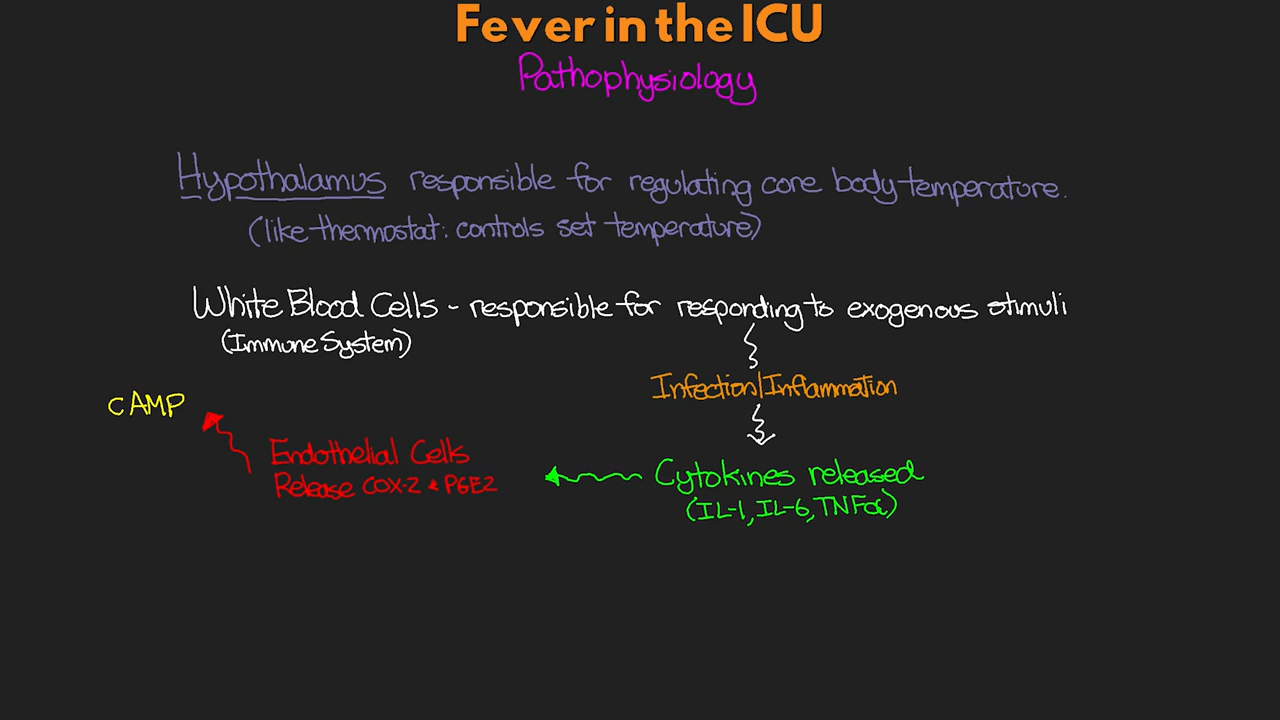 Fever in the ICU
Pathophysiology
Hypothalamus responsible for regulating core body temperature.
(like thermostat: controls set temperature)
White Blood Cells - responsible for responding to exogenous stimuli
(Immune System)
Infection/Inflammation
cAMP
Endothelial Cells
Release COX-2 & PGE2
Cytokines released
(IL-1, IL-6, TNFα)